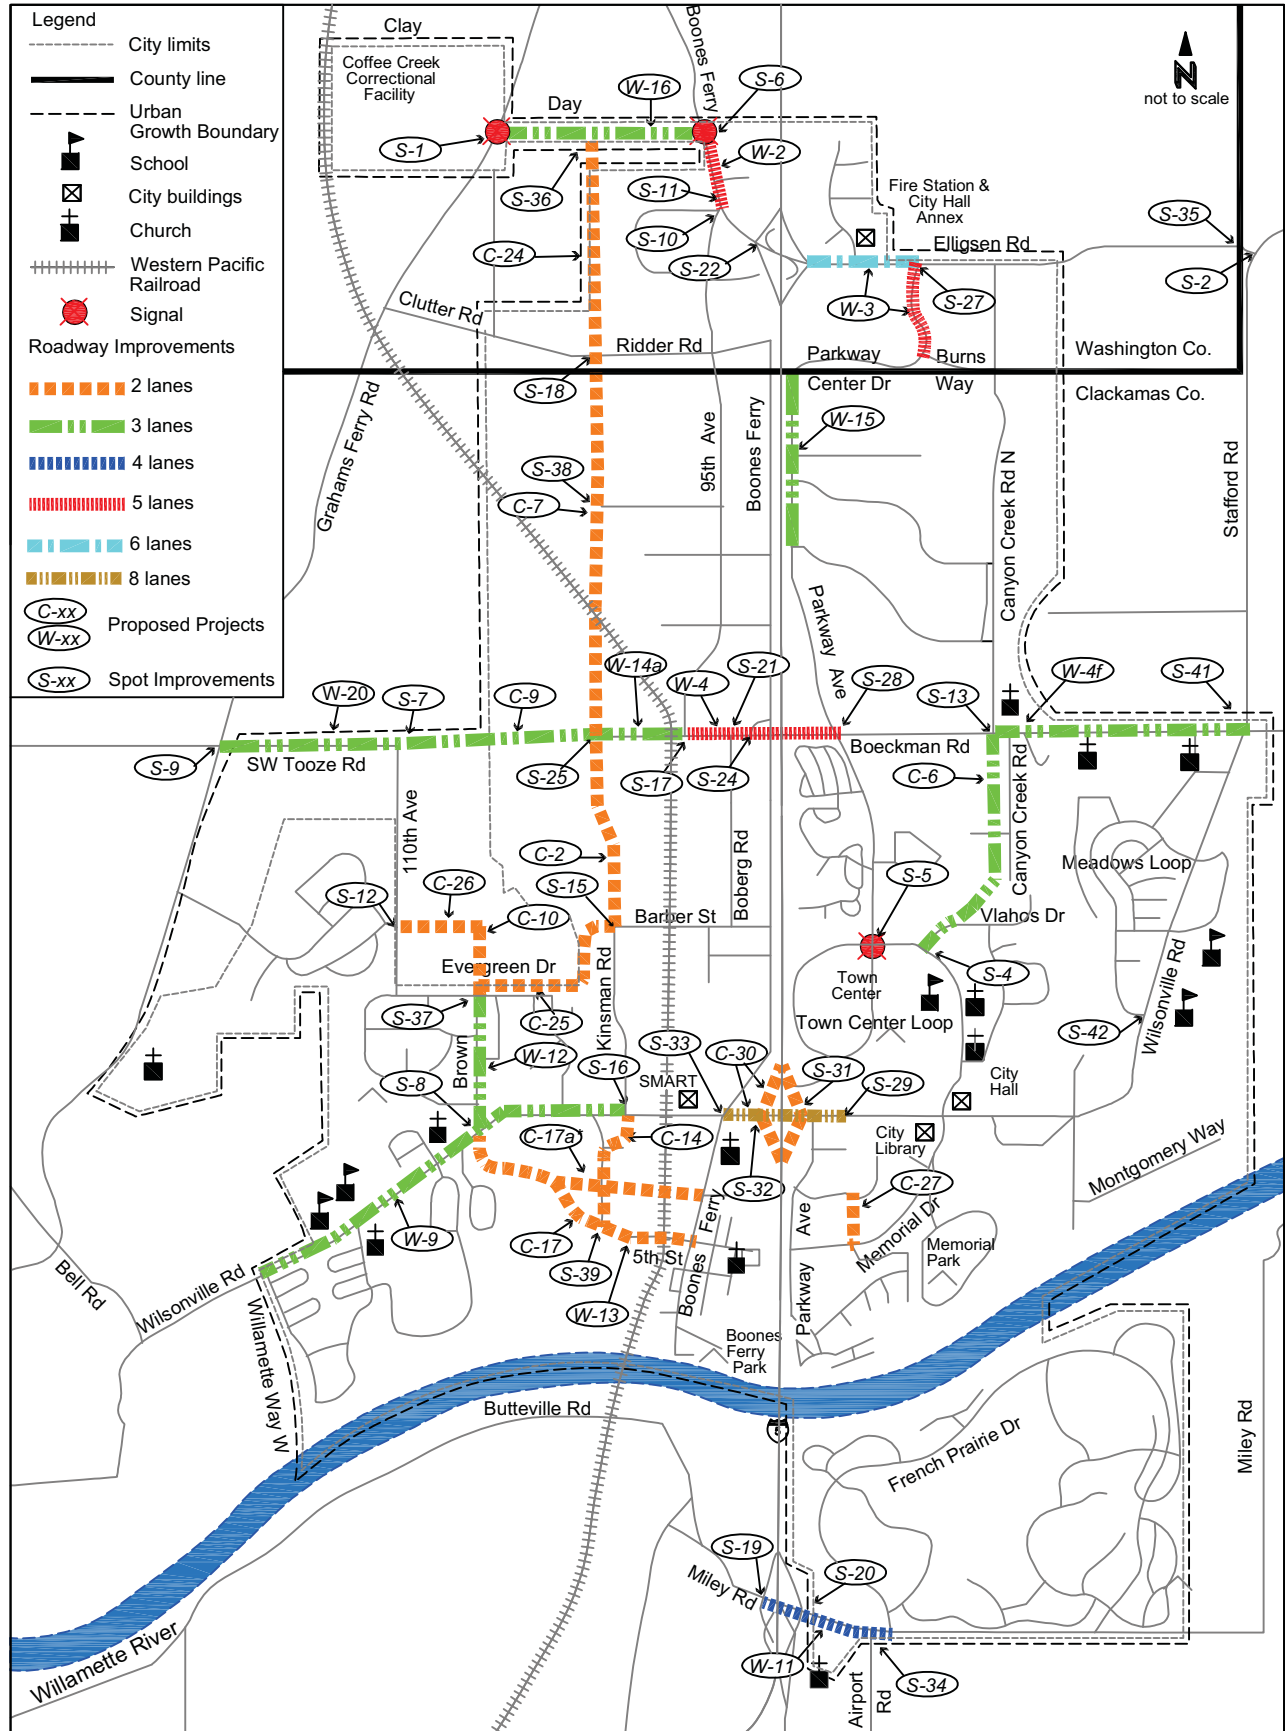 Legend
City limits
County line
Urban
Growth Boundary
School
City buildings
Church
Western Pacific
Railroad
Signal
Roadway Improvements
2 lanes
3 lanes
4 lanes
5 lanes
6 lanes
8 lanes
C-xx
W-xx
Proposed Projects
S-xx
Spot Improvements
Clay
Coffee Creek
Correctional
Facility
Boones Ferry
N
not to scale
Day
W-16
S-6
S-1
S-36
W-2
S-11
S-10
S-22
C-24
Fire Station &
City Hall
Annex
Elligsen Rd
S-35
S-2
S-27
W-3
Clutter Rd
Ridder Rd
Parkway
Center Dr
Burns
Way
Washington Co.
Clackamas Co.
S-18
Grahams Ferry Rd
95th Ave
Boones Ferry
W-15
Canyon Creek Rd N
Stafford Rd
S-38
C-7
Parkway Ave
W-20
S-7
C-9
W-14a
W-4
S-21
S-28
S-13
W-4f
S-41
S-9
SW Tooze Rd
S-25
S-17
S-24
Boeckman Rd
C-6
Canyon Creek Rd
110th Ave
Boberg Rd
C-2
S-15
S-12
C-26
C-10
Barber St
S-5
Meadows Loop
Vlahos Dr
Evergreen Dr
Kinsman Rd
Town
Center
S-4
Wilsonville Rd
S-37
C-25
Town Center Loop
S-42
Brown
W-12
S-33
C-30
S-31
S-8
S-16
SMART
S-29
City
Hall
C-17a*
C-14
City
Library
S-32
C-27
Montgomery Way
W-9
C-17
S-39
5th St
W-13
Boones Ferry
Parkway Ave
Memorial Dr
Memorial
Park
Bell Rd
Wilsonville Rd
Willamette Way W
Boones
Ferry
Park
Butteville Rd
5
French Prairie Dr
Miley Rd
S-19
Miley Rd
S-20
W-11
S-34
Airport
Rd
Willamette River